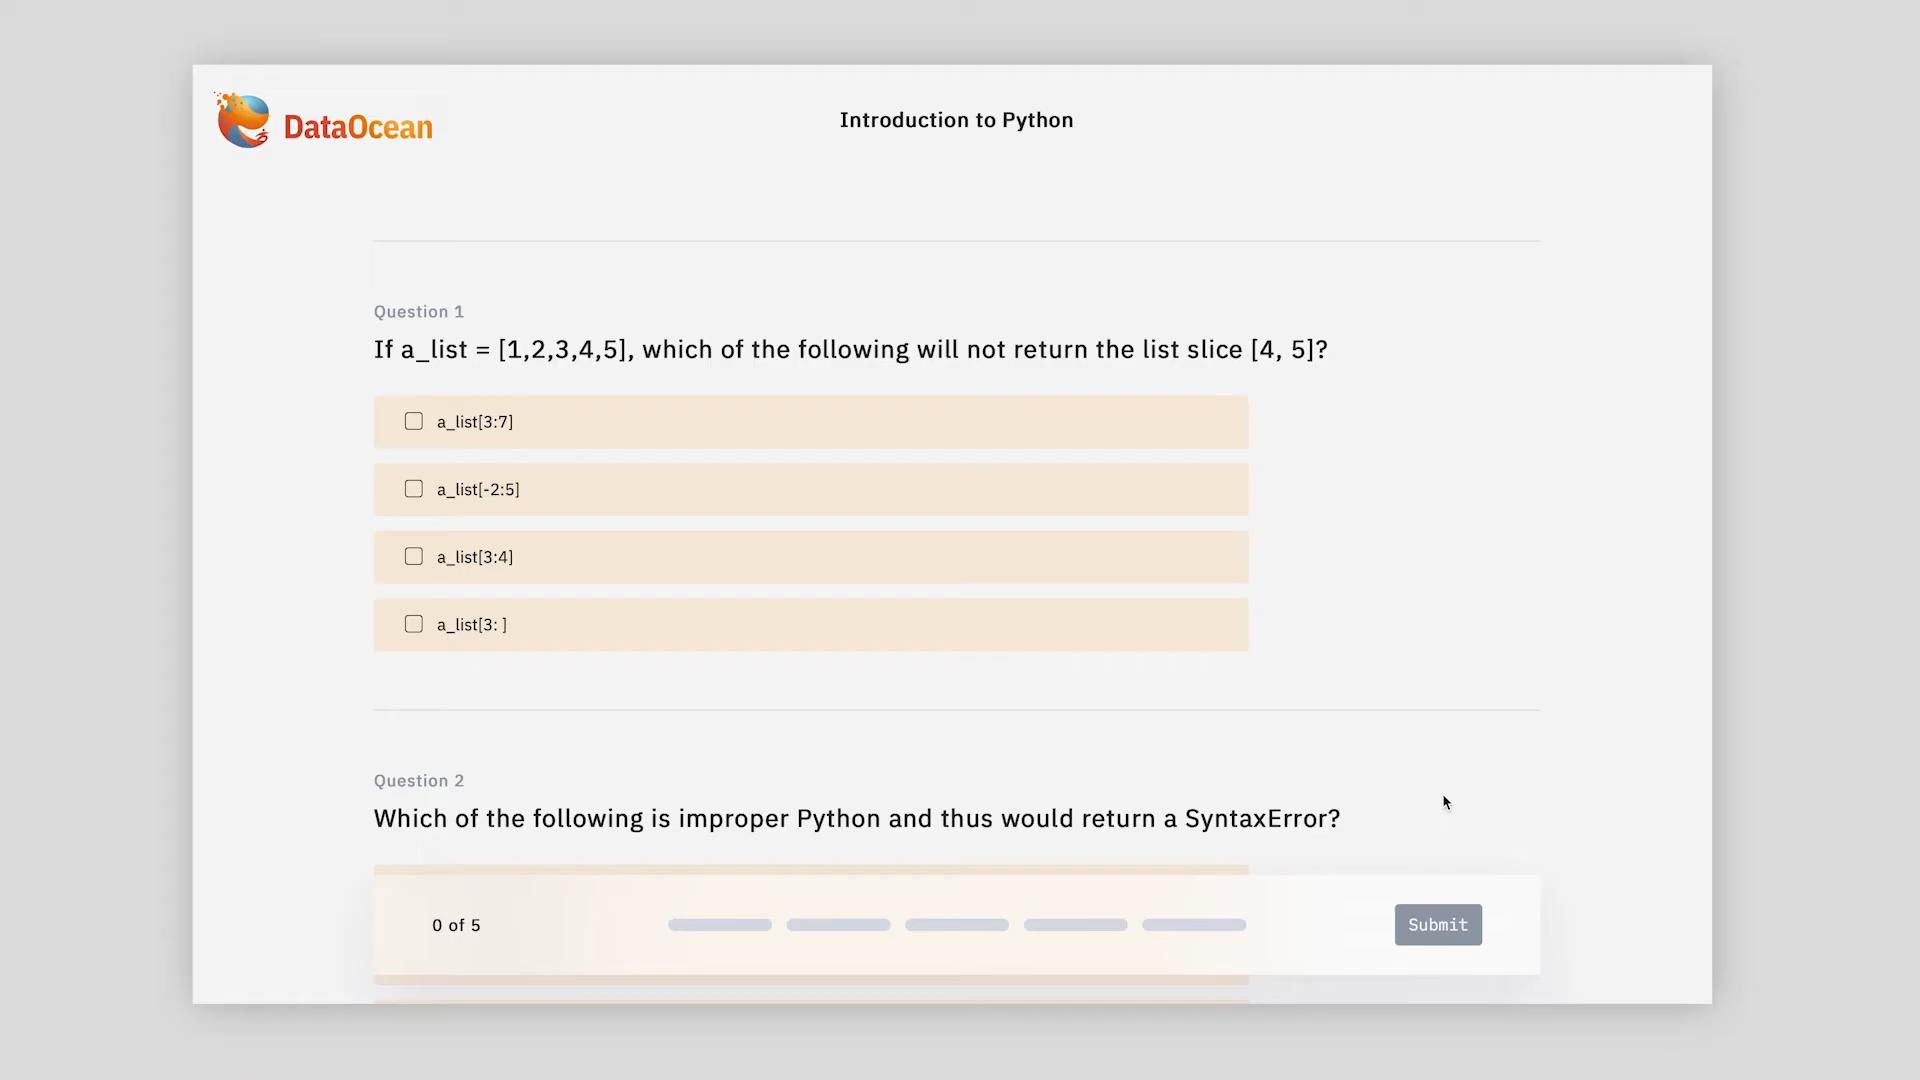 DataOcean
Introduction to Python
Question 1
If a_list = [1,2,3,4,5], which of the following will not return the list slice [4, 5]?
a_list[3:7]
a_list[-2:5]
a_list[3:4]
a_list[3: ]
Question 2
Which of the following is improper Python and thus would return a SyntaxError?
0 of 5
Submit